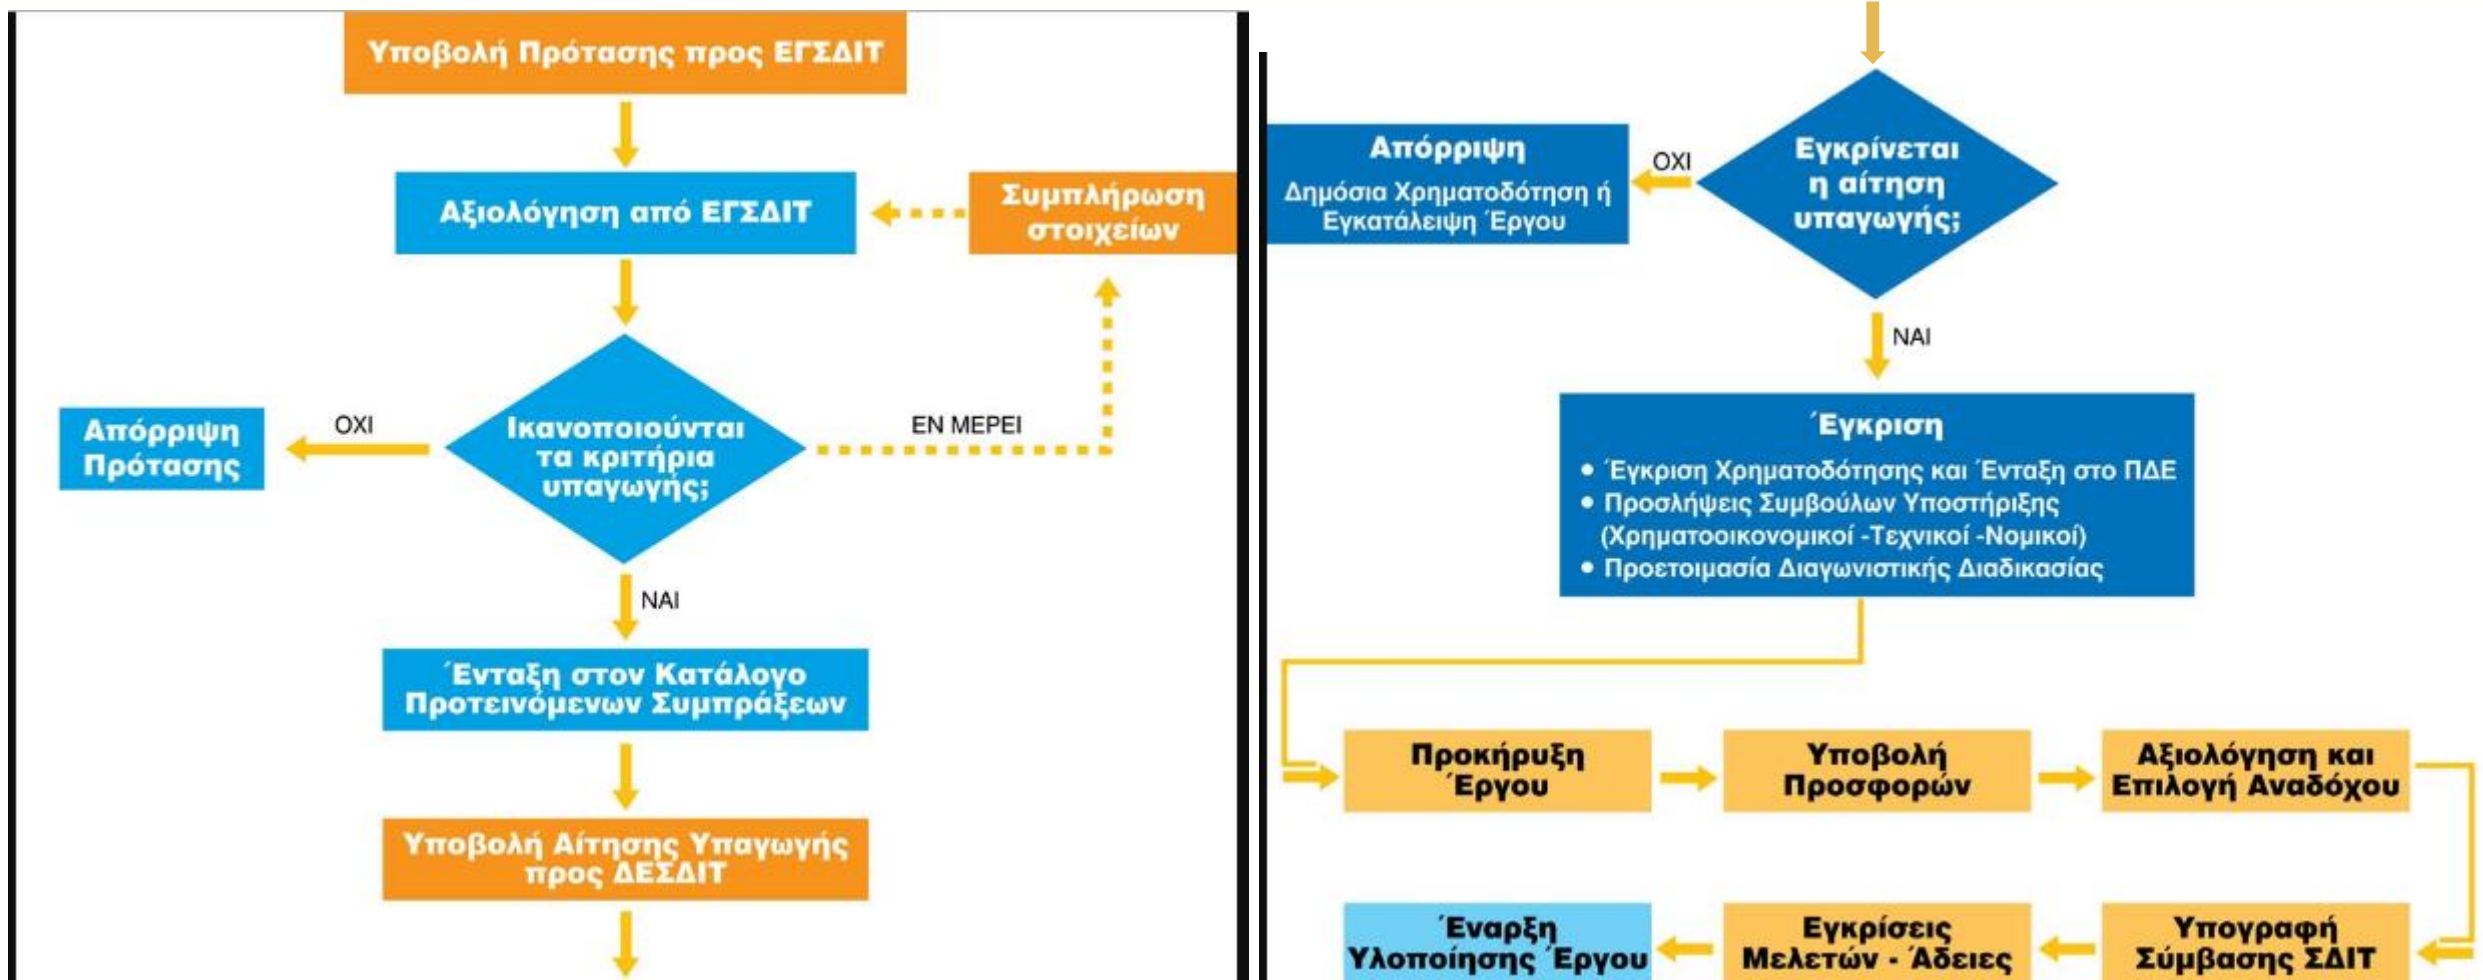 Υποβολή Πρότασης προς ΕΓΣΔΙΤ
Αξιολόγηση από ΕΓΣΔΙΤ
Συμπλήρωση
στοιχείων
Ικανοποιούνται
τα κριτήρια
υπαγωγής;
ΟΧΙ
Απόρριψη
Πρότασης
ΕΝ ΜΕΡΕΙ
ΝΑΙ
Ένταξη στον Κατάλογο
Προτεινόμενων Συμπράξεων
Υποβολή Αίτησης Υπαγωγής
προς ΔΕΣΔΙΤ
Εγκρίνεται
η αίτηση
υπαγωγής;
ΟΧΙ
Απόρριψη
Δημόσια Χρηματοδότηση ή
Εγκατάλειψη Έργου
ΝΑΙ
Έγκριση
• Έγκριση Χρηματοδότησης και Ένταξη στο ΠΔΕ
• Προσλήψεις Συμβούλων Υποστήριξης
(Χρηματοοικονομικοί -Τεχνικοί -Νομικοί)
• Προετοιμασία Διαγωνιστικής Διαδικασίας
Προκήρυξη
Έργου
Υποβολή
Προσφορών
Αξιολόγηση και
Επιλογή Αναδόχου
Υπογραφή
Σύμβασης ΣΔΙΤ
Εγκρίσεις
Μελετών - Άδειες
Έναρξη
Υλοποίησης Έργου